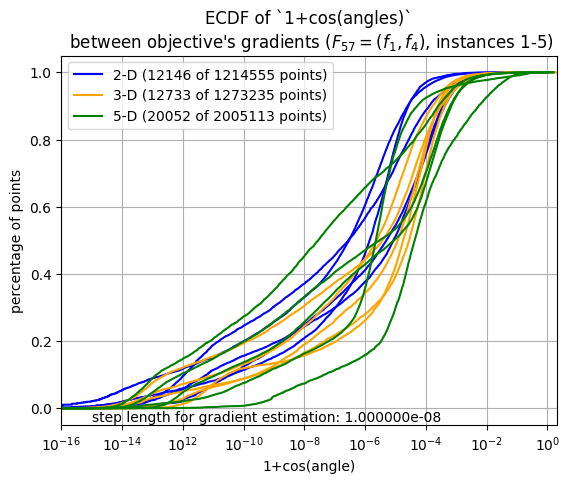 ECDF of `1+cos(angles)`
between objective's gradients ($F_{57} = (f_1, f_4)$, instances 1-5)
2-D (12146 of 1214555 points)
3-D (12733 of 1273235 points)
5-D (20052 of 2005113 points)
percentage of points
1.0
0.8
0.6
0.4
0.2
0.0
step length for gradient estimation: 1.000000e-08
10^{-16} 10^{-14} 10^{-12} 10^{-10} 10^{-8} 10^{-6} 10^{-4} 10^{-2} 10^{0}
1+cos(angle)